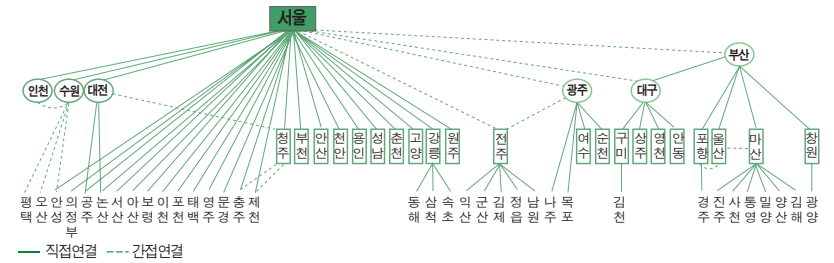 서울
부산
인천
수원
대전
광주
대구
청주
부천
안산
천안
용인
성남
춘천
고양
강릉
원주
전주
여수
순천
구미
상주
영천
안동
포항
울산
마산
창원
평택
오산
안성
의정부
공주
논산
서산
아산
보령
이천
포천
태백
영주
문경
충주
제천
동해
삼척
속초
익산
군산
김제
정읍
남원
나주
목포
김천
경주
진주
사천
통영
밀양
양산
김해
광양
직접연결
간접연결